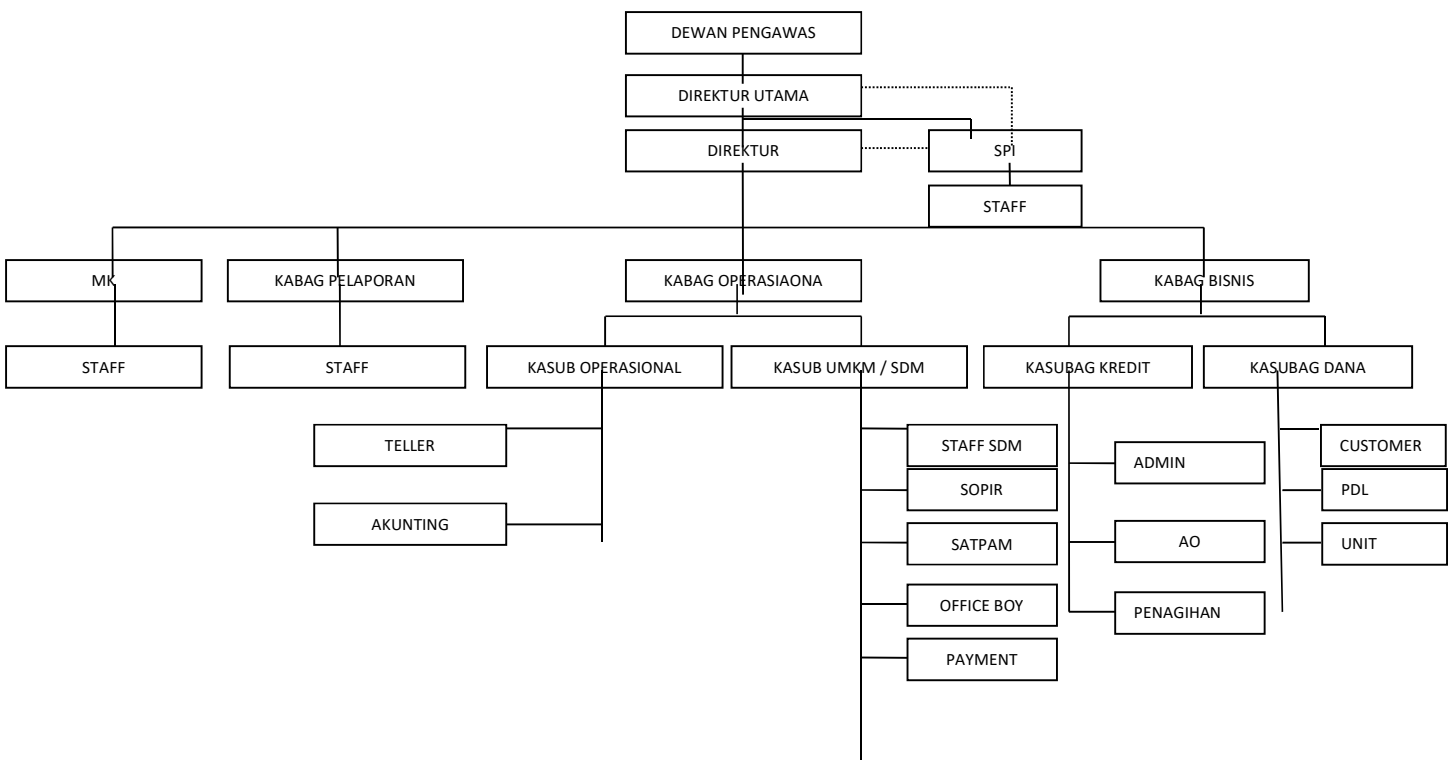 DEWAN PENGAWAS
DIREKTUR UTAMA
DIREKTUR
SPI
STAFF
MK
KABAG PELAPORAN
KABAG OPERASIAONA
KABAG BISNIS
STAFF
STAFF
KASUB OPERASIONAL
KASUB UMKM / SDM
KASUBAG KREDIT
KASUBAG DANA
TELLER
AKUNTING
STAFF SDM
SOPIR
SATPAM
OFFICE BOY
PAYMENT
ADMIN
AO
PENAGIHAN
CUSTOMER
PDL
UNIT